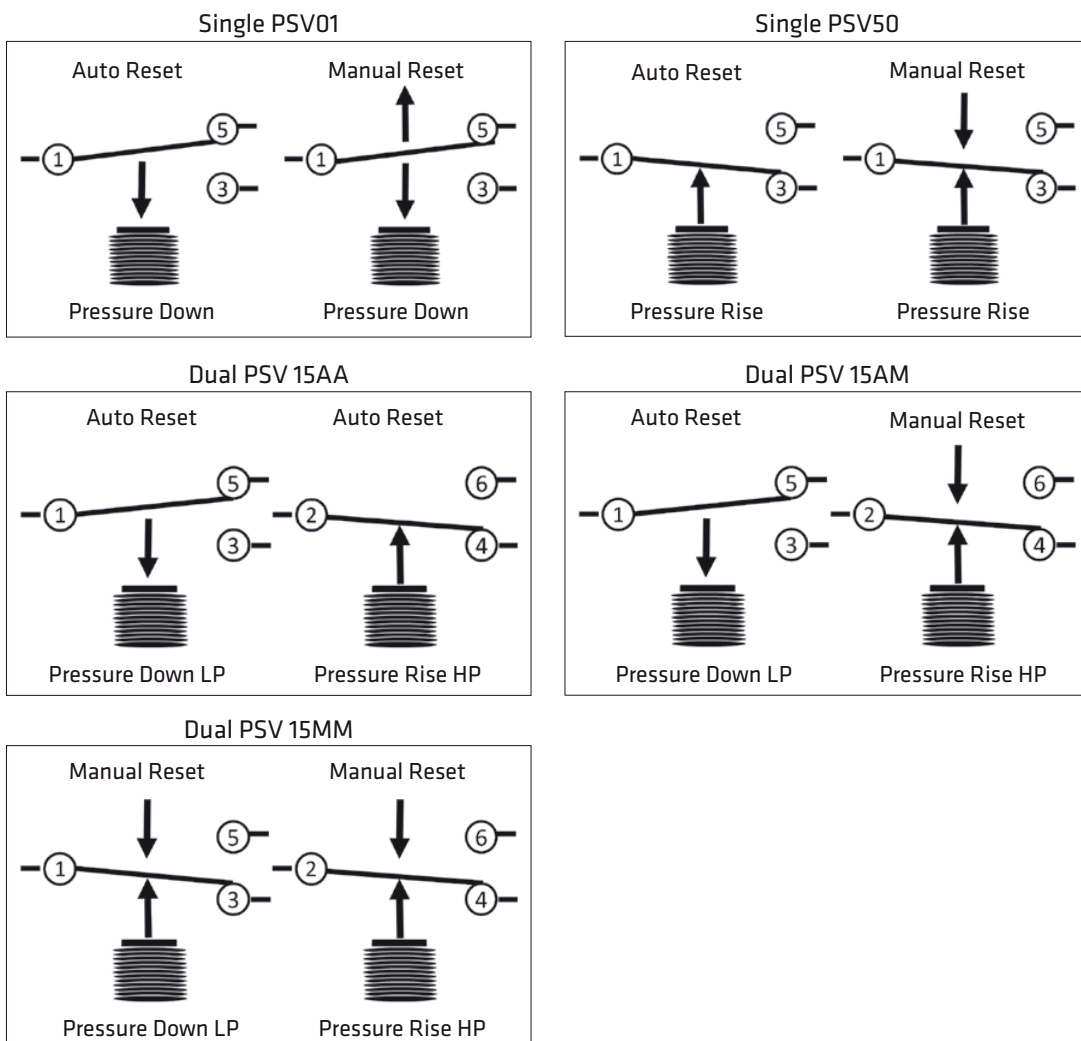 Single PSV01
Auto Reset
Manual Reset
5
5
1
1
3
3
Pressure Down
Pressure Down
Single PSV50
Auto Reset
Manual Reset
5
5
1
1
3
3
Pressure Rise
Pressure Rise
Dual PSV 15AA
Auto Reset
Auto Reset
5
6
1
2
3
4
Pressure Down LP
Pressure Rise HP
Dual PSV 15AM
Auto Reset
Manual Reset
5
6
1
2
3
4
Pressure Down LP
Pressure Rise HP
Dual PSV 15MM
Manual Reset
Manual Reset
5
6
1
2
3
4
Pressure Down LP
Pressure Rise HP